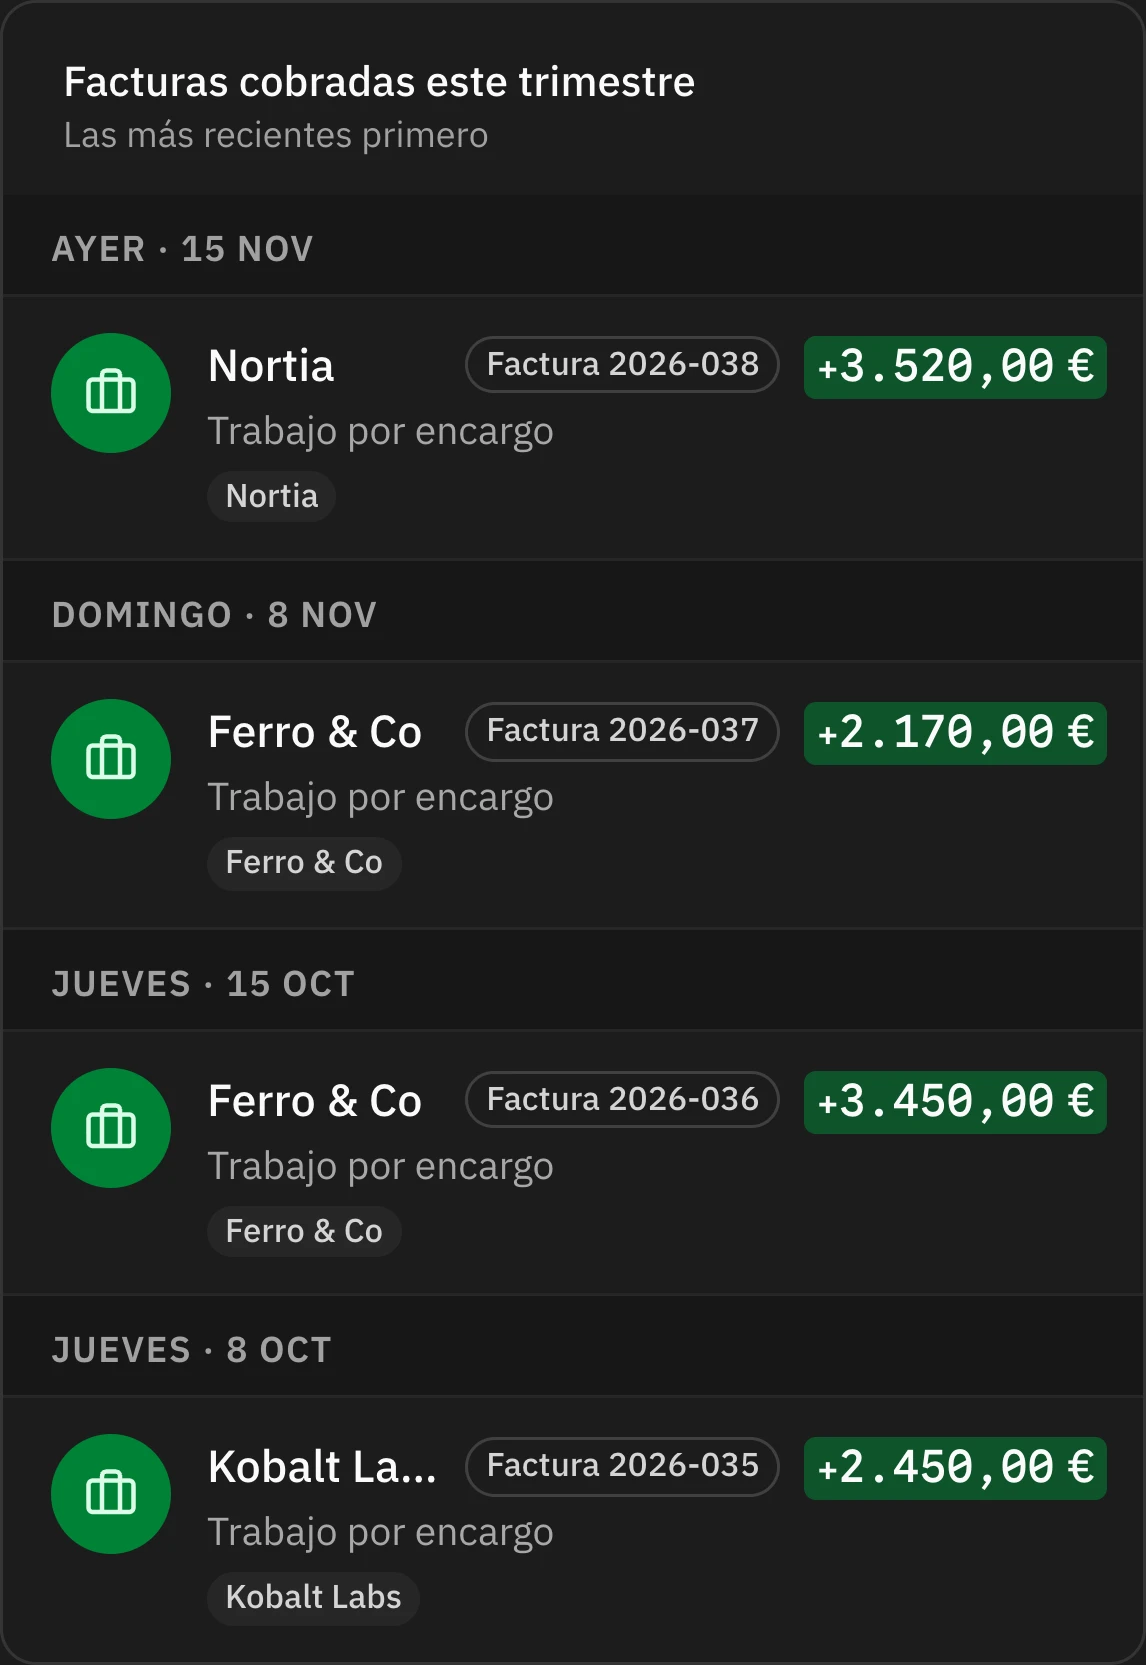 Facturas cobradas este trimestre
Las más recientes primero
AYER · 15 NOV
Nortia Factura 2026-038 +3.520,00 €
Trabajo por encargo
Nortia
DOMINGO · 8 NOV
Ferro & Co Factura 2026-037 +2.170,00 €
Trabajo por encargo
Ferro & Co
JUEVES · 15 OCT
Ferro & Co Factura 2026-036 +3.450,00 €
Trabajo por encargo
Ferro & Co
JUEVES · 8 OCT
Kobalt La... Factura 2026-035 +2.450,00 €
Trabajo por encargo
Kobalt Labs